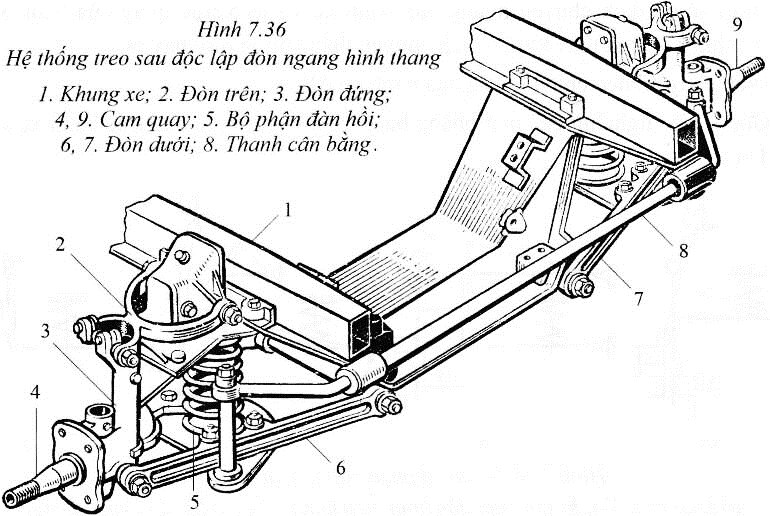 Hình 7.36
Hệ thống treo sau độc lập đòn ngang hình thang
1. Khung xe; 2. Đòn trên; 3. Đòn đứng;
4, 9. Cam quay; 5. Bộ phận đàn hồi;
6, 7. Đòn dưới; 8. Thanh cân bằng.
9
1
2
8
7
3
4
6
5